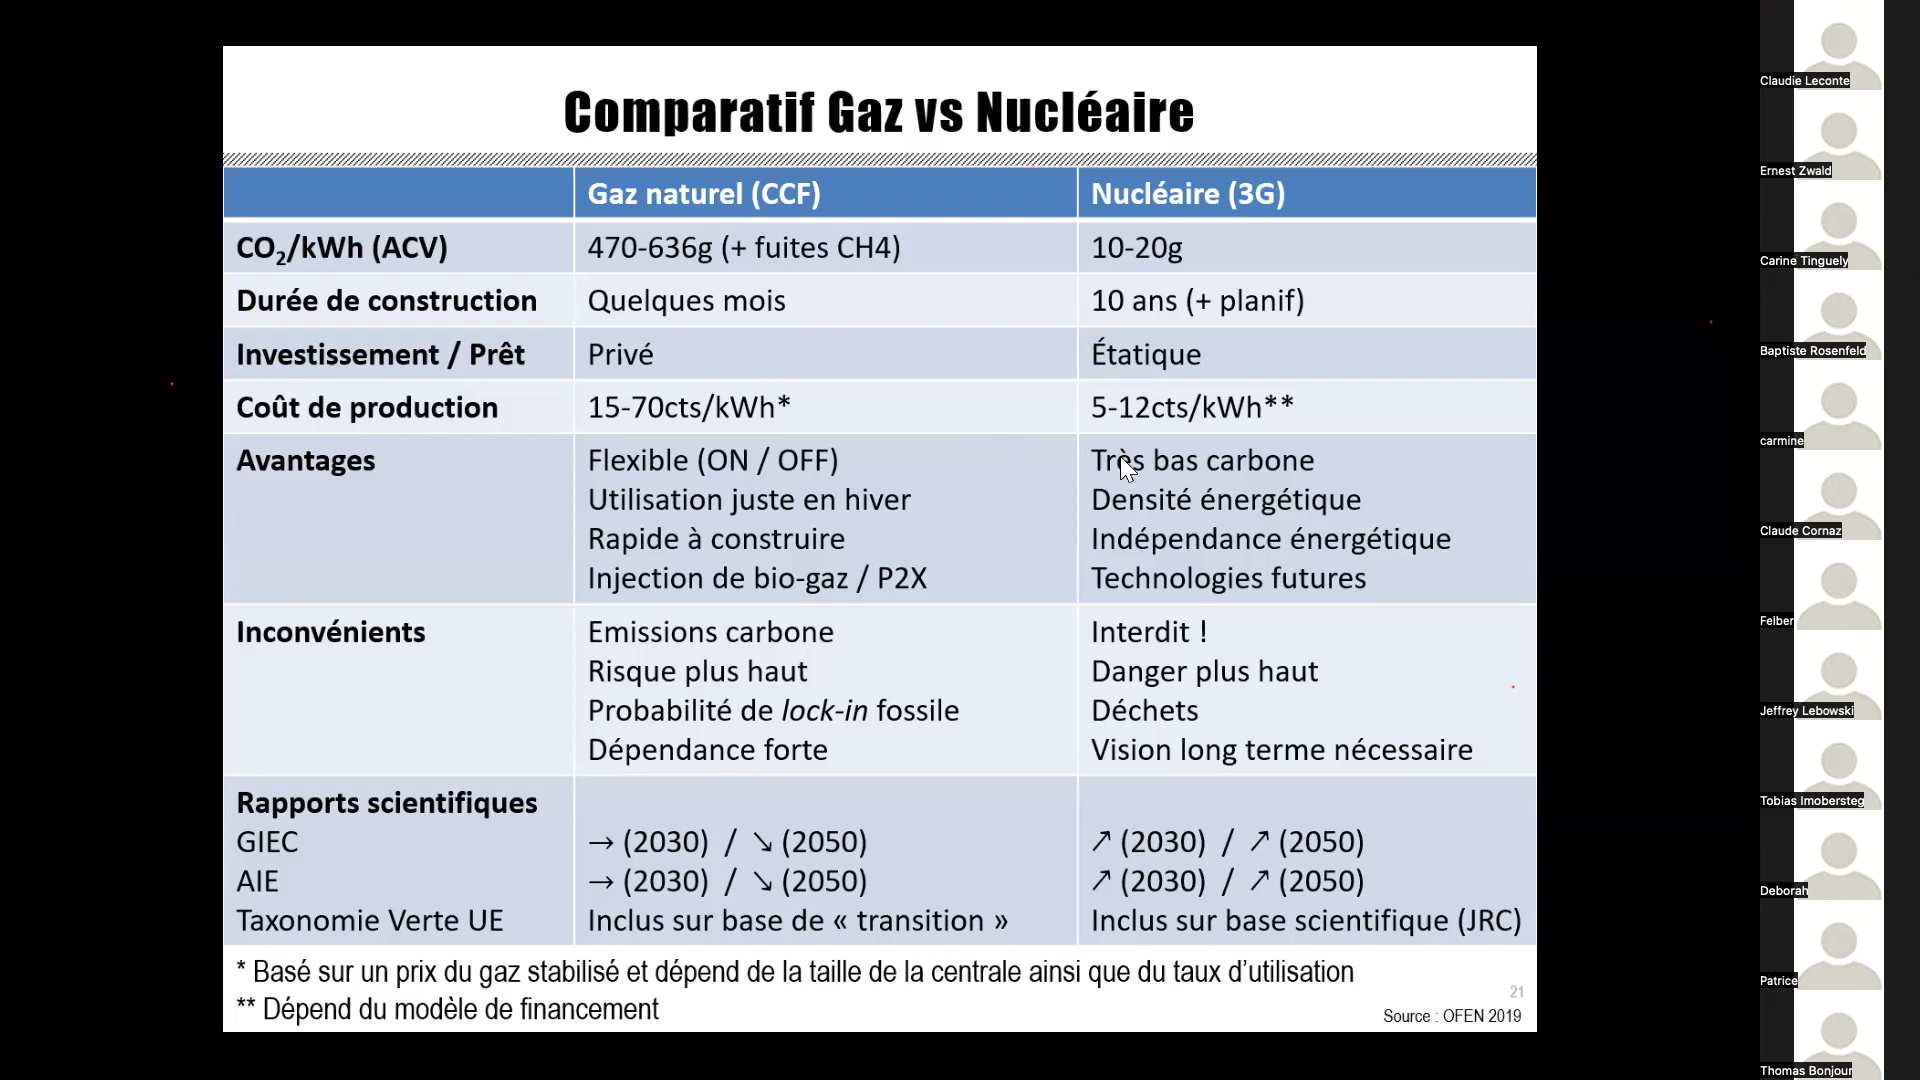 Comparatif Gaz vs Nucléaire
Gaz naturel (CCF) Nucléaire (3G)
CO₂/kWh (ACV) 470-636g (+ fuites CH4) 10-20g
Durée de construction Quelques mois 10 ans (+ planif)
Investissement / Prêt Privé Étatique
Coût de production 15-70cts/kWh* 5-12cts/kWh**
Avantages Flexible (ON / OFF) Très bas carbone
Utilisation juste en hiver Densité énergétique
Rapide à construire Indépendance énergétique
Injection de bio-gaz / P2X Technologies futures
Inconvénients Emissions carbone Interdit !
Risque plus haut Danger plus haut
Probabilité de lock-in fossile Déchets
Dépendance forte Vision long terme nécessaire
Rapports scientifiques
GIEC → (2030) / ↘ (2050) ↗ (2030) / ↗ (2050)
AIE → (2030) / ↘ (2050) ↗ (2030) / ↗ (2050)
Taxonomie Verte UE Inclus sur base de « transition » Inclus sur base scientifique (JRC)
* Basé sur un prix du gaz stabilisé et dépend de la taille de la centrale ainsi que du taux d’utilisation
** Dépend du modèle de financement
21
Source : OFEN 2019
Claudie Leconte
Ernest Zwald
Carine Tinguely
Baptiste Rosenfeld
carmine
Claude Cornaz
Felber
Jeffrey Lebowski
Tobias Imobersteg
Deborah
Patrice
Thomas Bonjour